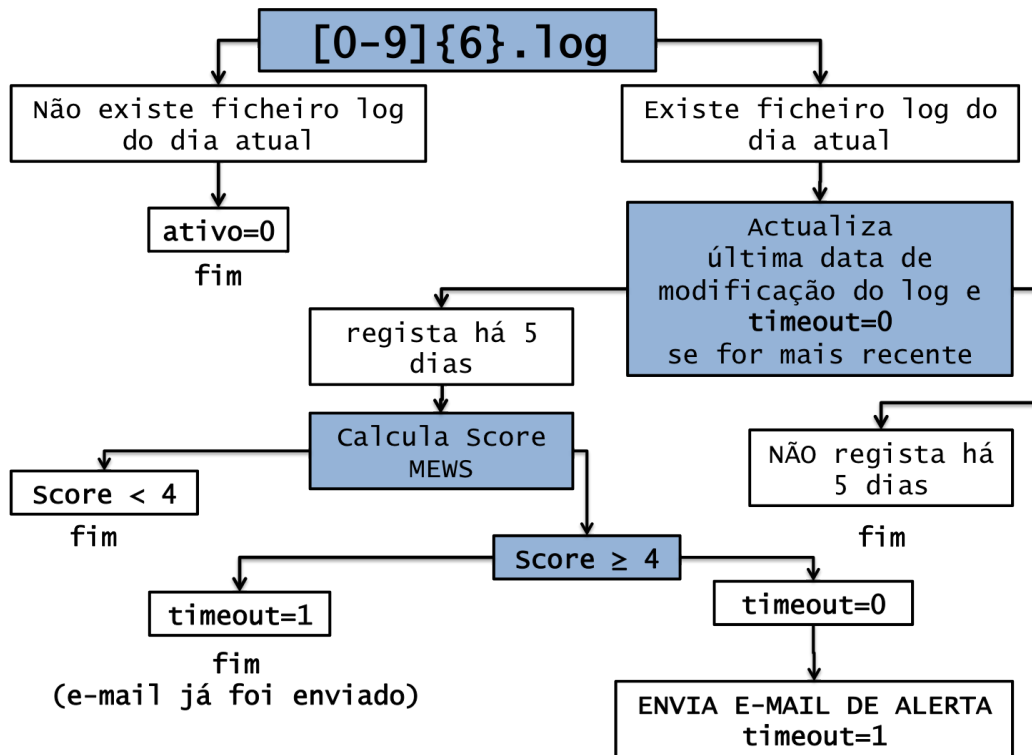 [0-9]{6}.log
Não existe ficheiro log
do dia atual
Existe ficheiro log do
dia atual
ativo=0
fim
Actualiza
última data de
modificação do log e
timeout=0
se for mais recente
regista há 5
dias
Calcula Score
MEWS
NÃO regista há
5 dias
fim
Score < 4
fim
Score ≥ 4
timeout=1
fim
(e-mail já foi enviado)
timeout=0
ENVIA E-MAIL DE ALERTA
timeout=1